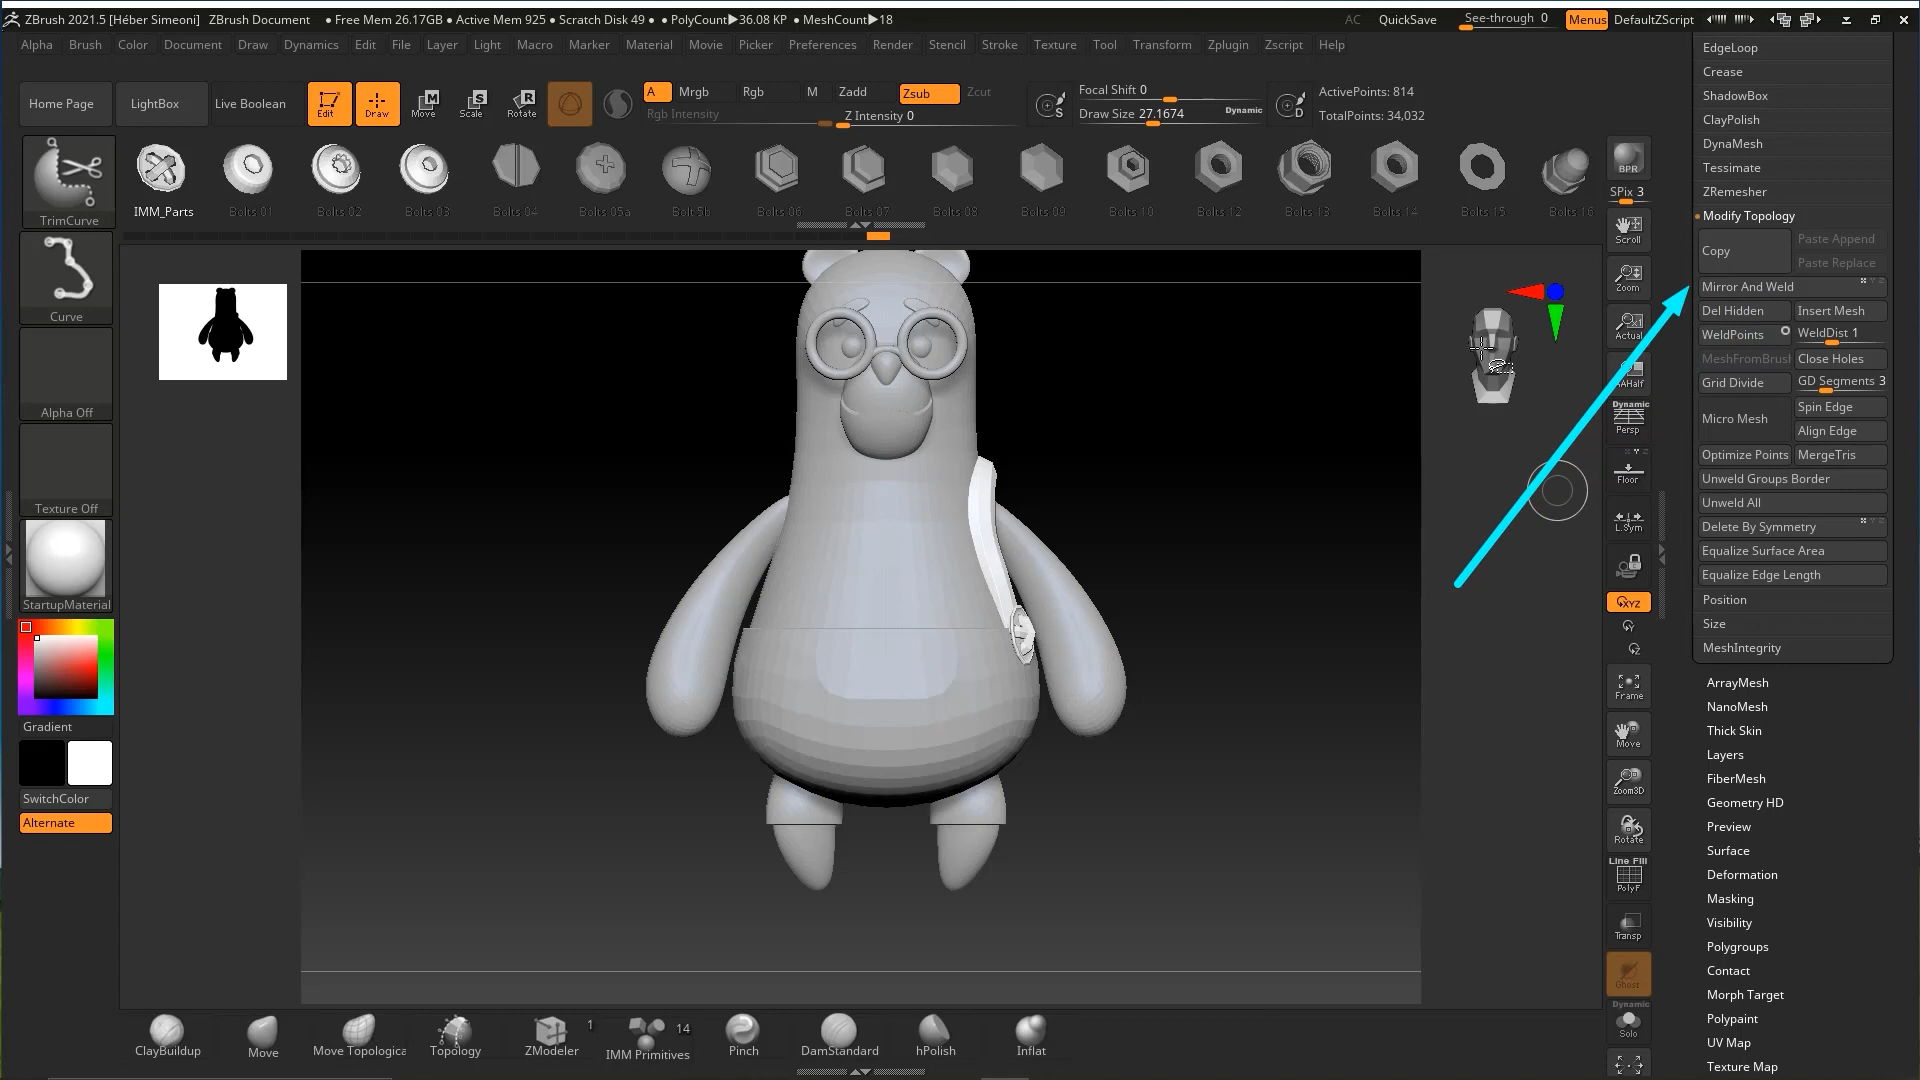 ZBrush 2021.5 [Héber Simeoni] ZBrush Document • Free Mem 26.17GB • Active Mem 925 • Scratch Disk 49 • • PolyCount▶36.08 KP • MeshCount▶18 AC QuickSave See-through 0 Menus DefaultZScript
Alpha Brush Color Document Draw Dynamics Edit File Layer Light Macro Marker Material Movie Picker Preferences Render Stencil Stroke Texture Tool Transform Zplugin Zscript Help
Home Page LightBox Live Boolean Edit Draw Move Scale Rotate
A Mrgb Rgb M Zadd Zsub Zcut
Rgb Intensity Z Intensity 0
S Focal Shift 0
Draw Size 27.1674 Dynamic
D ActivePoints: 814
TotalPoints: 34,032
TrimCurve
IMM_Parts Bolts 01 Bolts 02 Bolts 03 Bolts 04 Bolts 05a Bolt 5b Bolts 06 Bolts 07 Bolts 08 Bolts 09 Bolts 10 Bolts 12 Bolts 13 Bolts 14 Bolts 15 Bolts 16
Curve
Alpha Off
Texture Off
StartupMaterial
Gradient
SwitchColor
Alternate
BPR
SPix 3
Scroll
Zoom
Actual
AAHalf
Dynamic
Persp
Floor
L.Sym
XYZ
Frame
Move
Zoom3D
Rotate
Line Fill
PolyF
Transp
Ghost
Dynamic
Solo
EdgeLoop
Crease
ShadowBox
ClayPolish
DynaMesh
Tessimate
ZRemesher
Modify Topology
Copy Paste Append
Paste Replace
Mirror And Weld
Del Hidden Insert Mesh
WeldPoints WeldDist 1
MeshFromBrush Close Holes
Grid Divide GD Segments 3
Micro Mesh Spin Edge
Align Edge
Optimize Points MergeTris
Unweld Groups Border
Unweld All
Delete By Symmetry
Equalize Surface Area
Equalize Edge Length
Position
Size
MeshIntegrity
ArrayMesh
NanoMesh
Thick Skin
Layers
FiberMesh
Geometry HD
Preview
Surface
Deformation
Masking
Visibility
Polygroups
Contact
Morph Target
Polypaint
UV Map
Texture Map
ClayBuildup Move Move Topologica Topology ZModeler 1 IMM Primitives 14 Pinch DamStandard hPolish Inflat